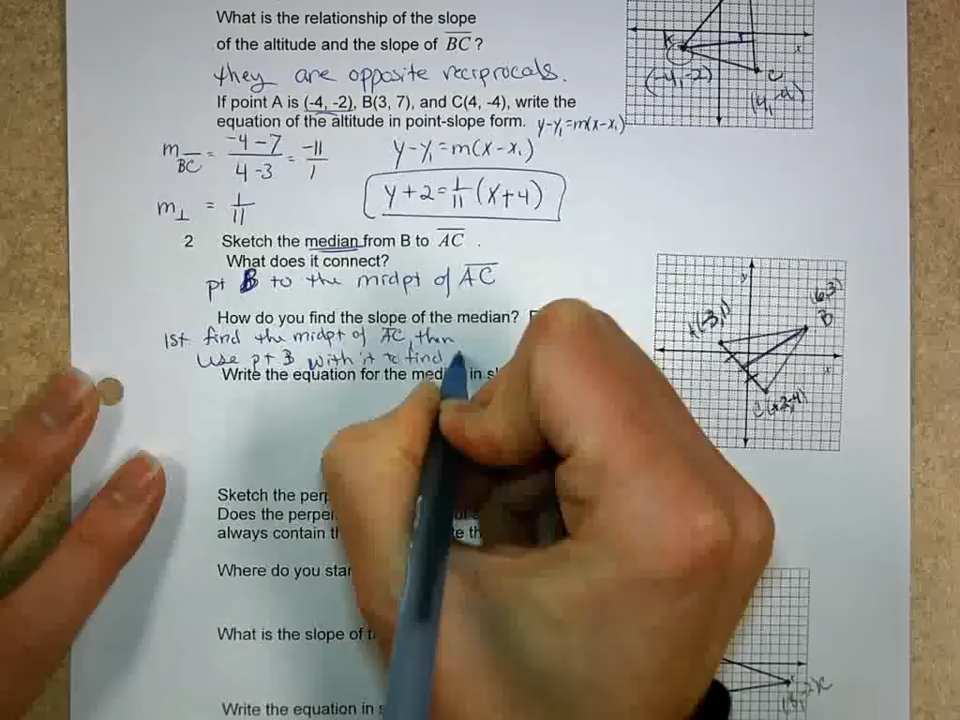 What is the relationship of the slope
of the altitude and the slope of BC ?
they are opposite reciprocals.
If point A is (-4, -2), B(3, 7), and C(4, -4), write the
equation of the altitude in point-slope form. y-y₁=m(x-x₁)
m BC = -4-7 / 4-3 = -11 / 1
y-y₁=m(x-x₁)
y+2=1/11(x+4)
m⊥ = 1/11
(-4,-2)
C
x
2 Sketch the median from B to AC .
What does it connect?
pt B to the midpt of AC
How do you find the slope of the median?
1st find the midpt of AC, then
use pt B with it to find
Write the equation for the med
in s
y
(6,3)
B
(-3,1)
x
C
Sketch the per
Does the perpe
always contain t
Where do you star
What is the slope of t
Write the equation in s